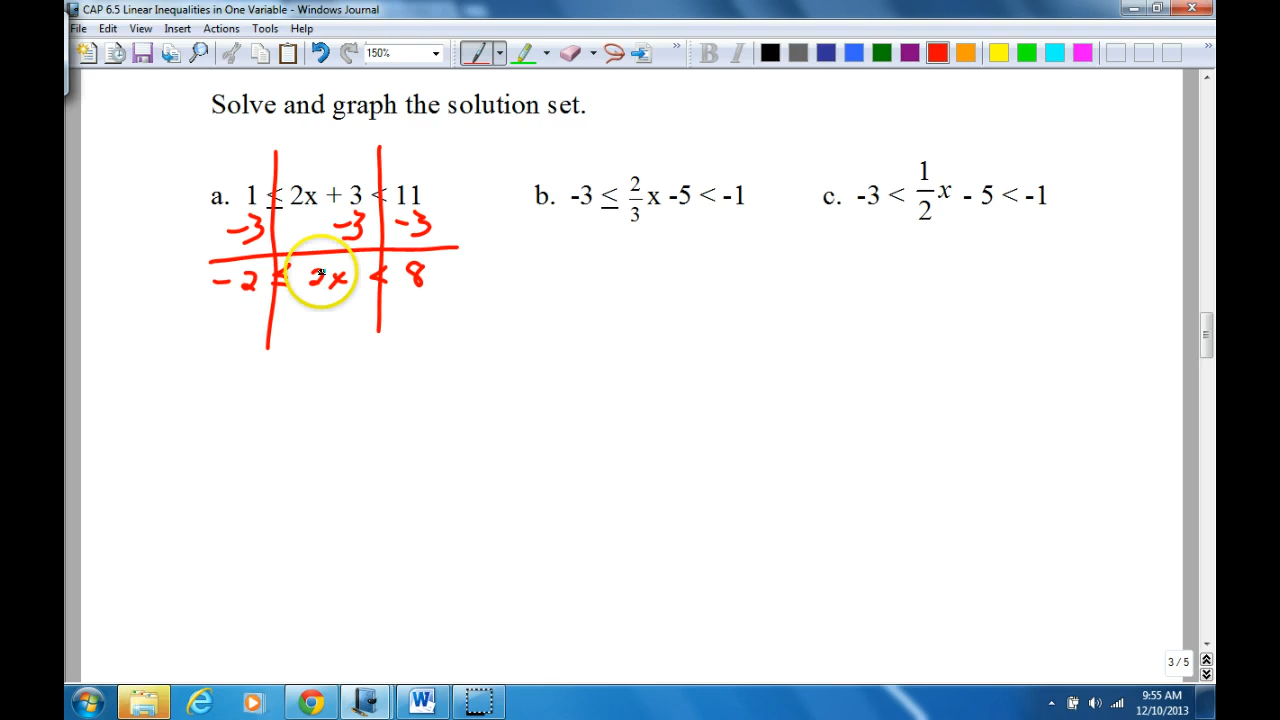 CAP 6.5 Linear Inequalities in One Variable - Windows Journal
File Edit View Insert Actions Tools Help
150%
B I
Solve and graph the solution set.
a. 1 ≤ 2x + 3 < 11
b. -3 ≤ 2/3 x -5 < -1
c. -3 < 1/2 x - 5 < -1
-3 -3 -3
-2 ≤ 2x < 8
3 / 5
9:55 AM
12/10/2013